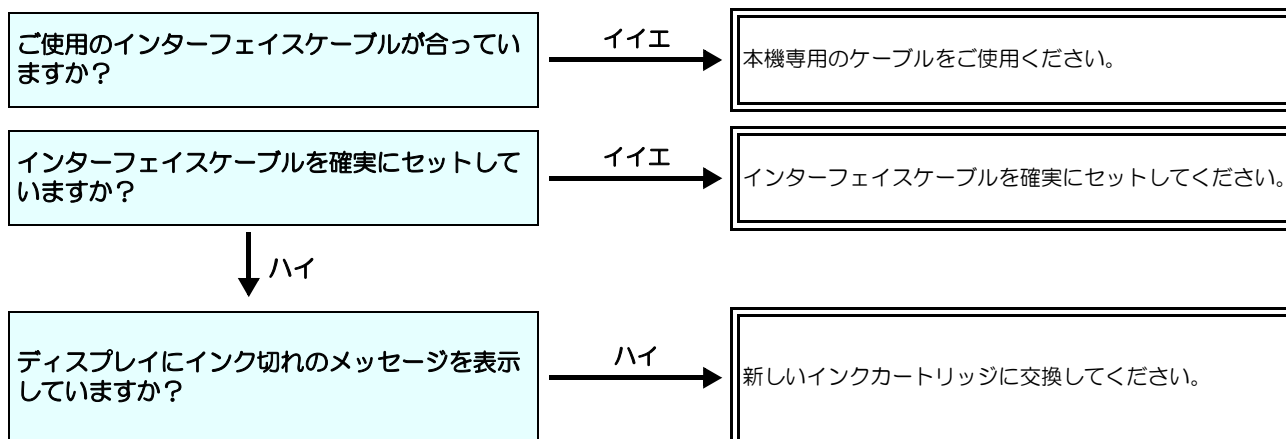 ご使用のインターフェイスケーブルが合ってい
ますか？
イイエ
本機専用のケーブルをご使用ください。
インターフェイスケーブルを確実にセットして
いますか？
イイエ
インターフェイスケーブルを確実にセットしてください。
ハイ
ディスプレイにインク切れのメッセージを表示
していますか？
ハイ
新しいインクカートリッジに交換してください。